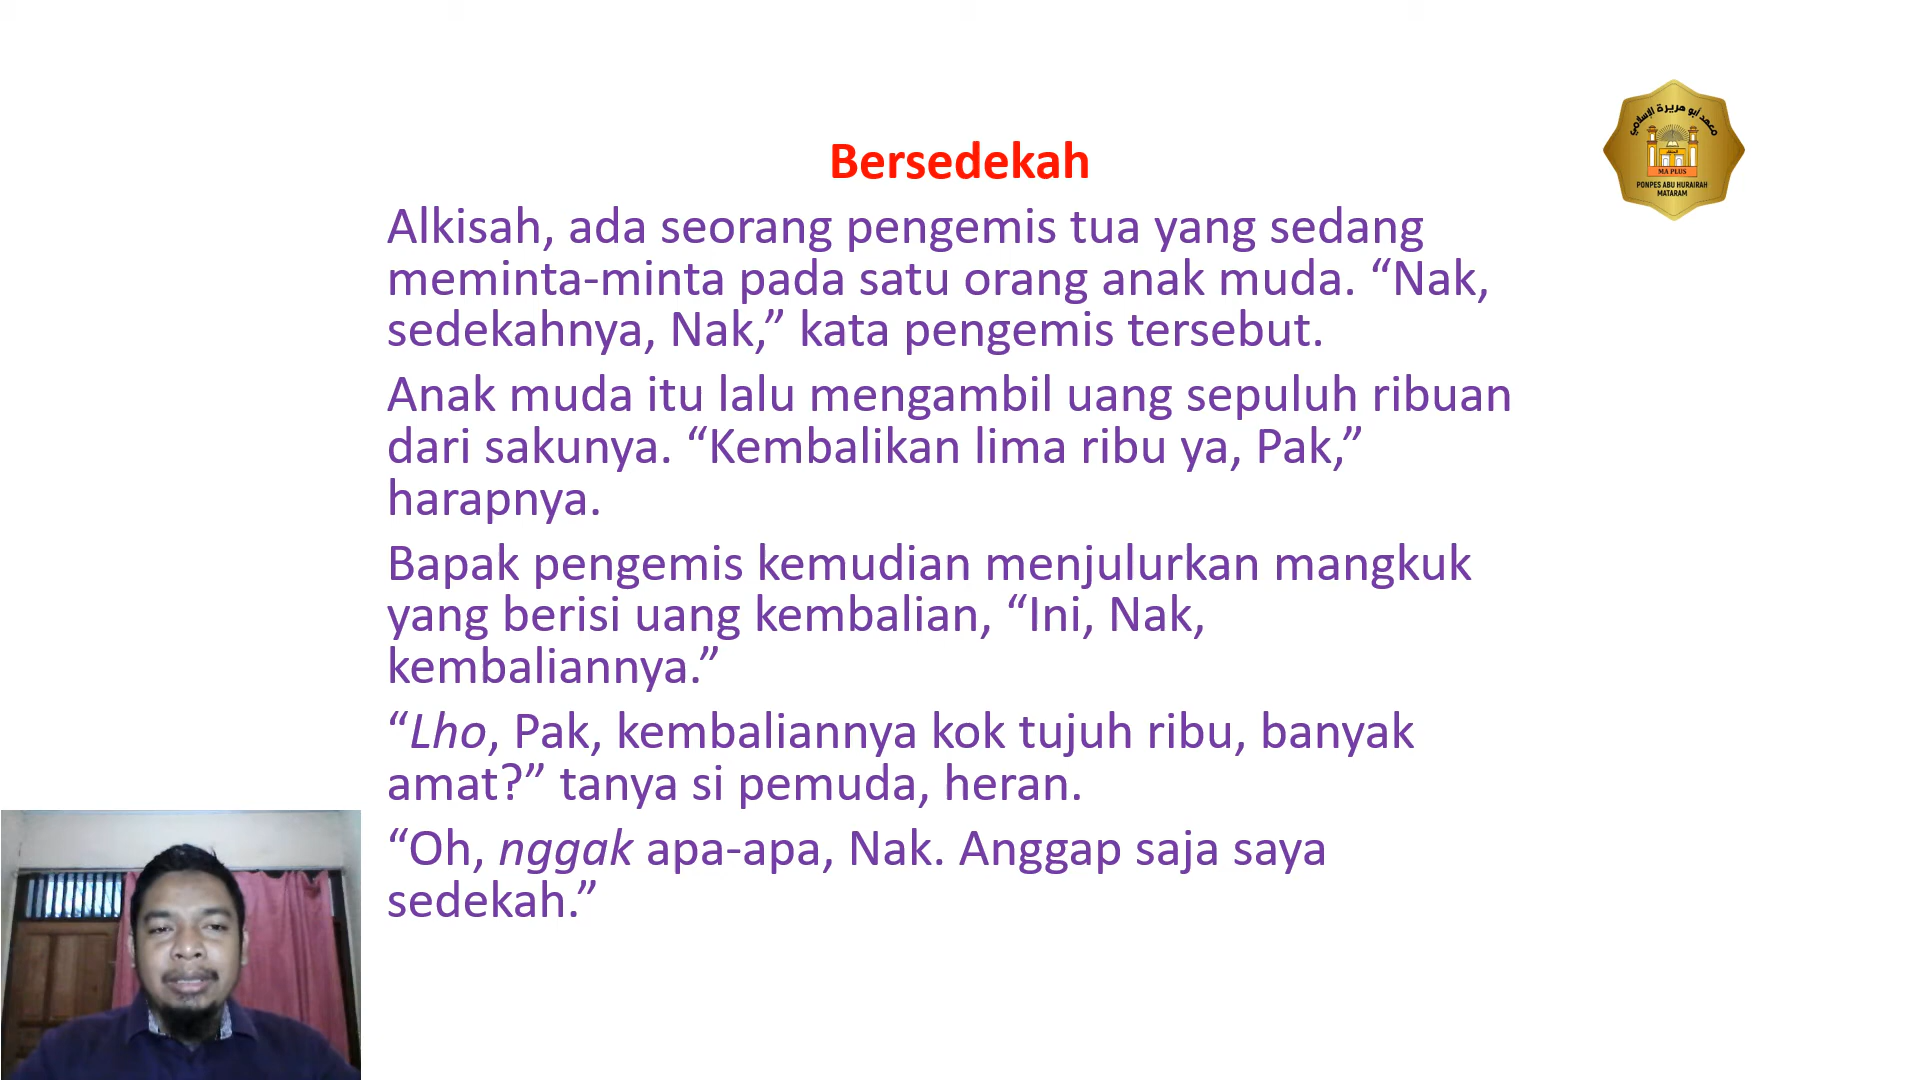 Bersedekah
Alkisah, ada seorang pengemis tua yang sedang
meminta-minta pada satu orang anak muda. “Nak,
sedekahnya, Nak,” kata pengemis tersebut.
Anak muda itu lalu mengambil uang sepuluh ribuan
dari sakunya. “Kembalikan lima ribu ya, Pak,”
harapnya.
Bapak pengemis kemudian menjulurkan mangkuk
yang berisi uang kembalian, “Ini, Nak,
kembaliannya.”
“Lho, Pak, kembaliannya kok tujuh ribu, banyak
amat?” tanya si pemuda, heran.
“Oh, nggak apa-apa, Nak. Anggap saja saya
sedekah.”
معهد أبو هريرة الإسلامي
MA PLUS
PONPES ABU HURAIRAH
MATARAM